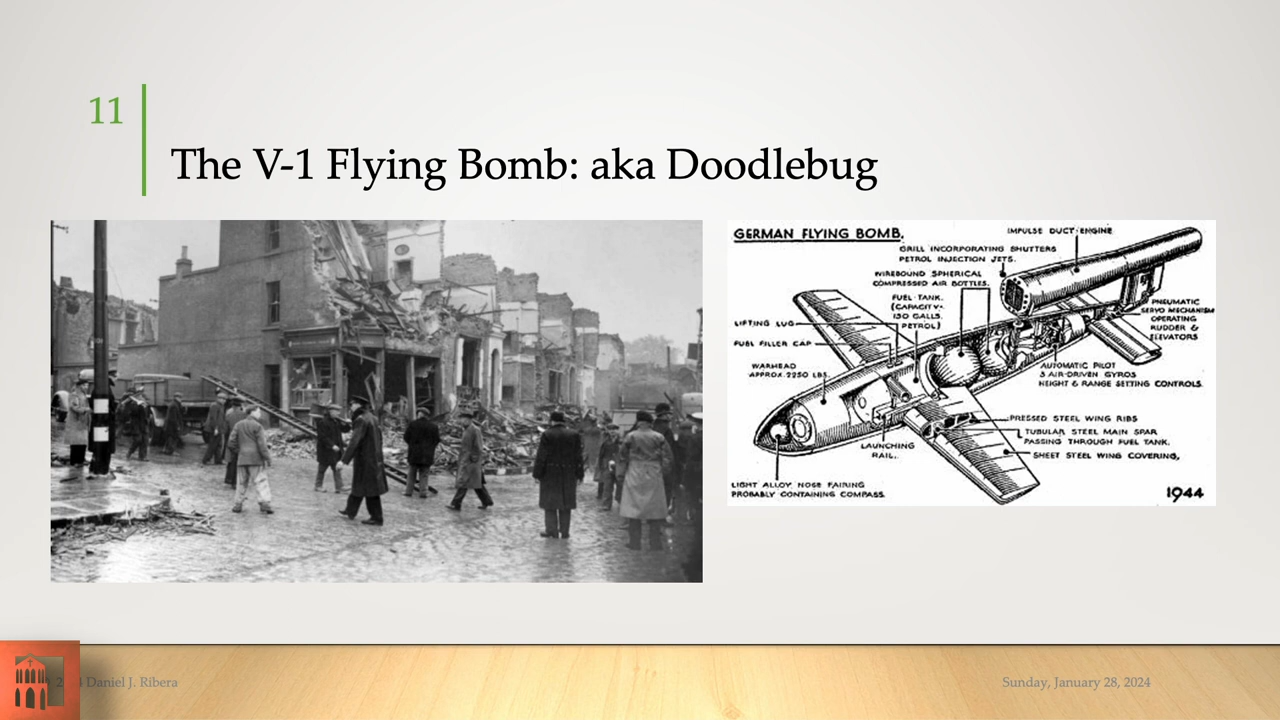 11
The V-1 Flying Bomb: aka Doodlebug
GERMAN FLYING BOMB.
IMPULSE DUCT ENGINE
GRILL INCORPORATING SHUTTERS
PETROL INJECTION JETS.
WIREBOUND SPHERICAL
COMPRESSED AIR BOTTLES.
FUEL TANK.
(CAPACITY-
130 GALLS.
PETROL)
LIFTING LUG
FUEL FILLER CAP
WARHEAD
APPROX. 2250 LBS.
PNEUMATIC
SERVO MECHANISM
OPERATING
RUDDER &
ELEVATORS
AUTOMATIC PILOT
3 AIR-DRIVEN GYROS
HEIGHT & RANGE SETTING CONTROLS.
PRESSED STEEL WING RIBS
TUBULAR STEEL MAIN SPAR
PASSING THROUGH FUEL TANK.
SHEET STEEL WING COVERING,
LAUNCHING
RAIL.
LIGHT ALLOY NOSE FAIRING
PROBABLY CONTAINING COMPASS.
1944
Daniel J. Ribera
Sunday, January 28, 2024